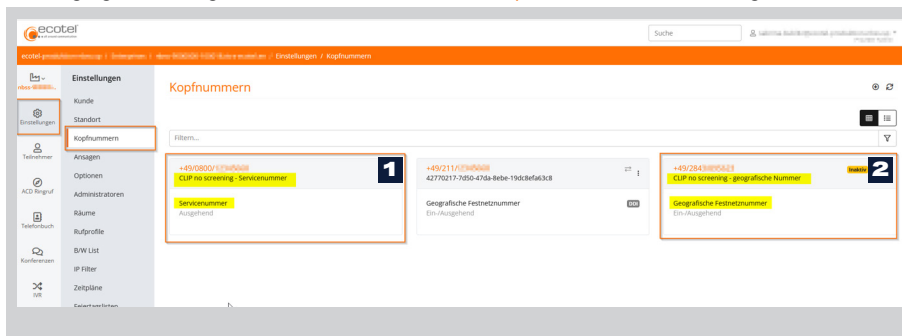 ecotel
Suche
/ Einstellungen / Kopfnummern
Einstellungen
Kunde
Standort
Kopfnummern
Ansagen
Optionen
Administratoren
Räume
Rufprofile
B/W List
IP Filter
Zeitpläne
Feiertagslisten
Einstellungen
Teilnehmer
ACD Ringruf
Telefonbuch
Konferenzen
IVR
Kopfnummern
Filtern...
+49/0800/
CLIP no screening - Servicenummer
1
Servicenummer
Ausgehend
+49/211/
42770217-7d50-47da-8ebe-19dc8efa63c8
Geografische Festnetznummer
DDI
Ein-/Ausgehend
+49/284
Inaktiv
2
CLIP no screening - geografische Nummer
Geografische Festnetznummer
Ein-/Ausgehend